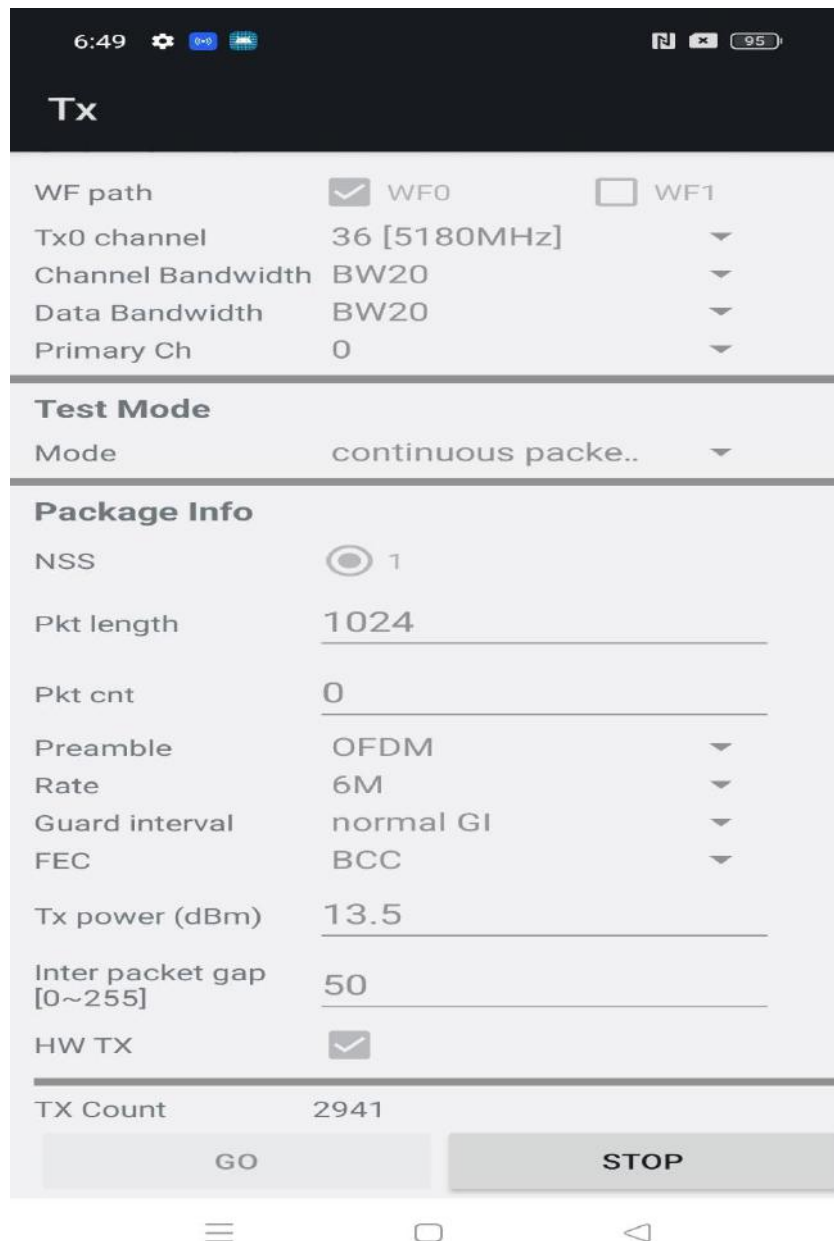 6:49 95
Tx
WF path WF0 WF1
Tx0 channel 36 [5180MHz]
Channel Bandwidth BW20
Data Bandwidth BW20
Primary Ch 0
Test Mode
Mode continuous packe..
Package Info
NSS 1
Pkt length 1024
Pkt cnt 0
Preamble OFDM
Rate 6M
Guard interval normal GI
FEC BCC
Tx power (dBm) 13.5
Inter packet gap
[0~255] 50
HW TX
TX Count 2941
GO STOP